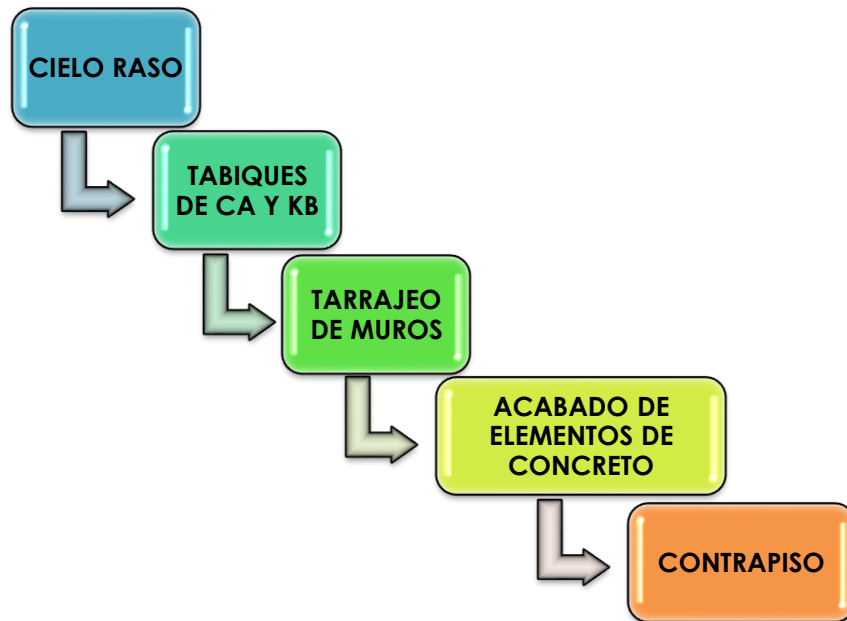 CIELO RASO
TABIQUES
DE CA Y KB
TARRAJEO
DE MUROS
ACABADO DE
ELEMENTOS DE
CONCRETO
CONTRAPISO